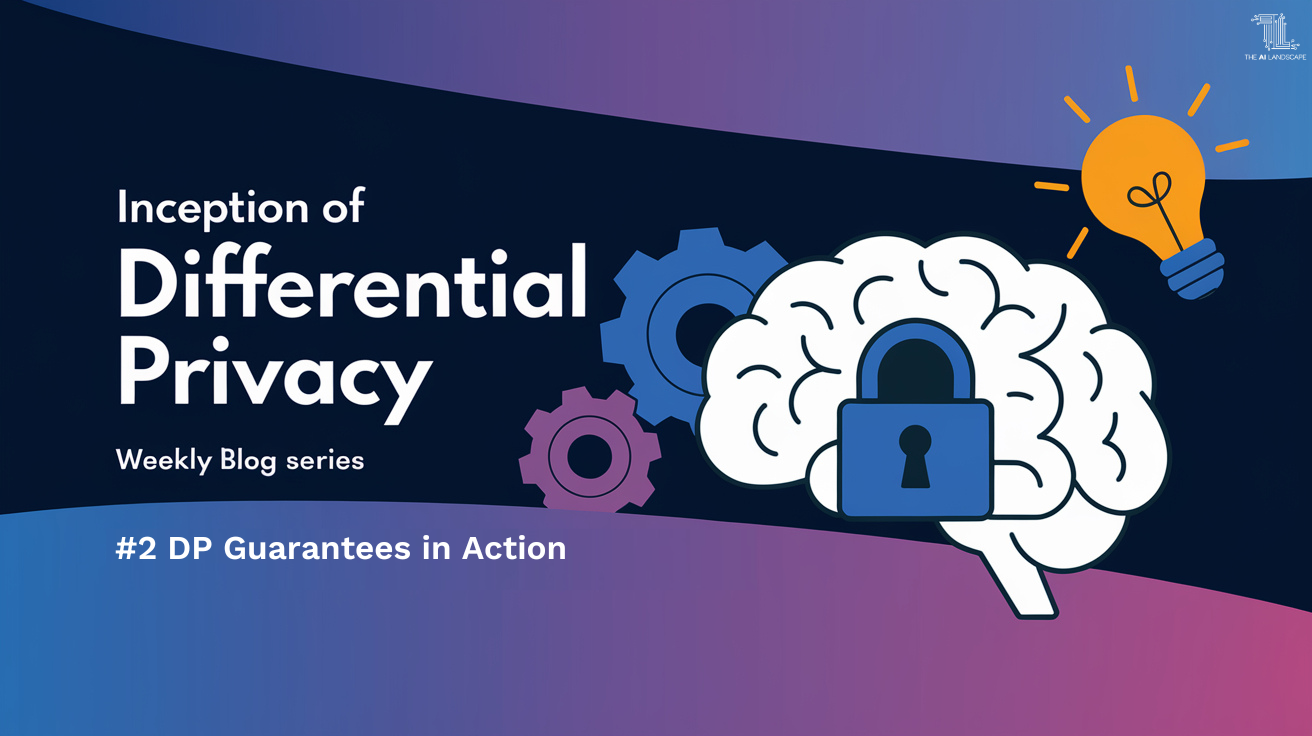 THE AI LANDSCAPE
Inception of
Differential
Privacy
Weekly Blog series
#2 DP Guarantees in Action